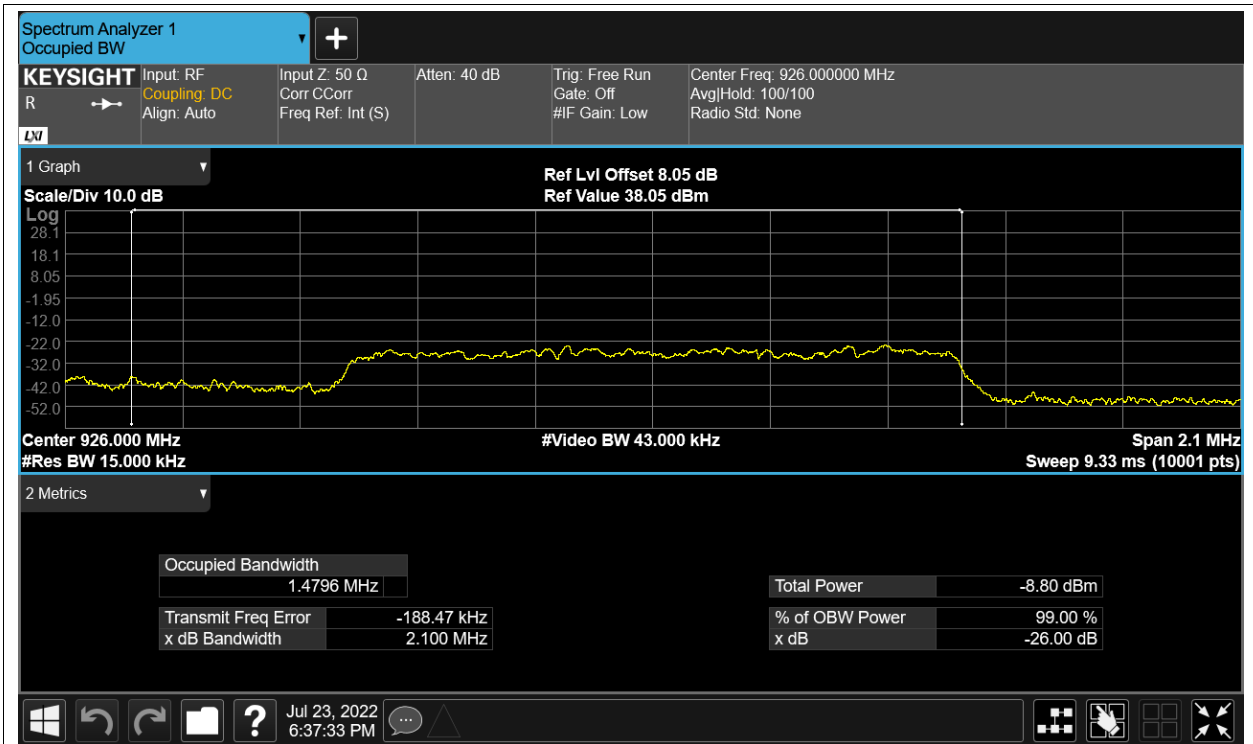 Spectrum Analyzer 1
Occupied BW
KEYSIGHT
R
LXI
Input: RF
Coupling: DC
Align: Auto
Input Z: 50 Ω
Corr CCorr
Freq Ref: Int (S)
Atten: 40 dB
Trig: Free Run
Gate: Off
#IF Gain: Low
Center Freq: 926.000000 MHz
Avg|Hold: 100/100
Radio Std: None
1 Graph
Scale/Div 10.0 dB
Ref Lvl Offset 8.05 dB
Ref Value 38.05 dBm
Log
28.1
18.1
8.05
-1.95
-12.0
-22.0
-32.0
-42.0
-52.0
Center 926.000 MHz
#Video BW 43.000 kHz
Span 2.1 MHz
#Res BW 15.000 kHz
Sweep 9.33 ms (10001 pts)
2 Metrics
Occupied Bandwidth
1.4796 MHz
Total Power -8.80 dBm
Transmit Freq Error -188.47 kHz
% of OBW Power 99.00 %
x dB Bandwidth 2.100 MHz
x dB -26.00 dB
?
Jul 23, 2022
6:37:33 PM